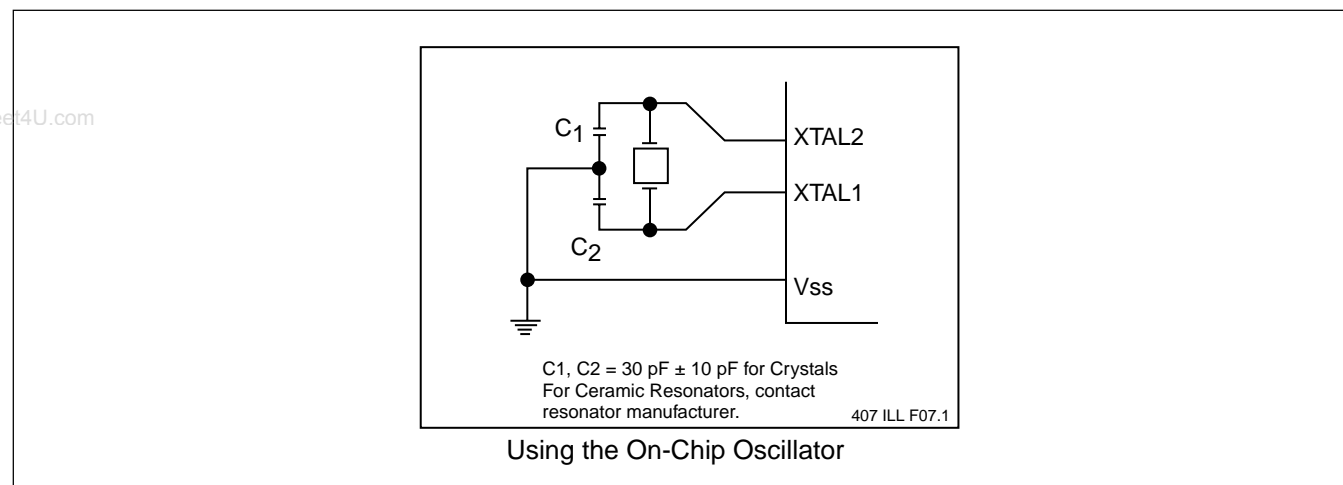 et4U.com
C1
XTAL2
XTAL1
C2
Vss
C1, C2 = 30 pF ± 10 pF for Crystals
For Ceramic Resonators, contact
resonator manufacturer.
407 ILL F07.1
Using the On-Chip Oscillator